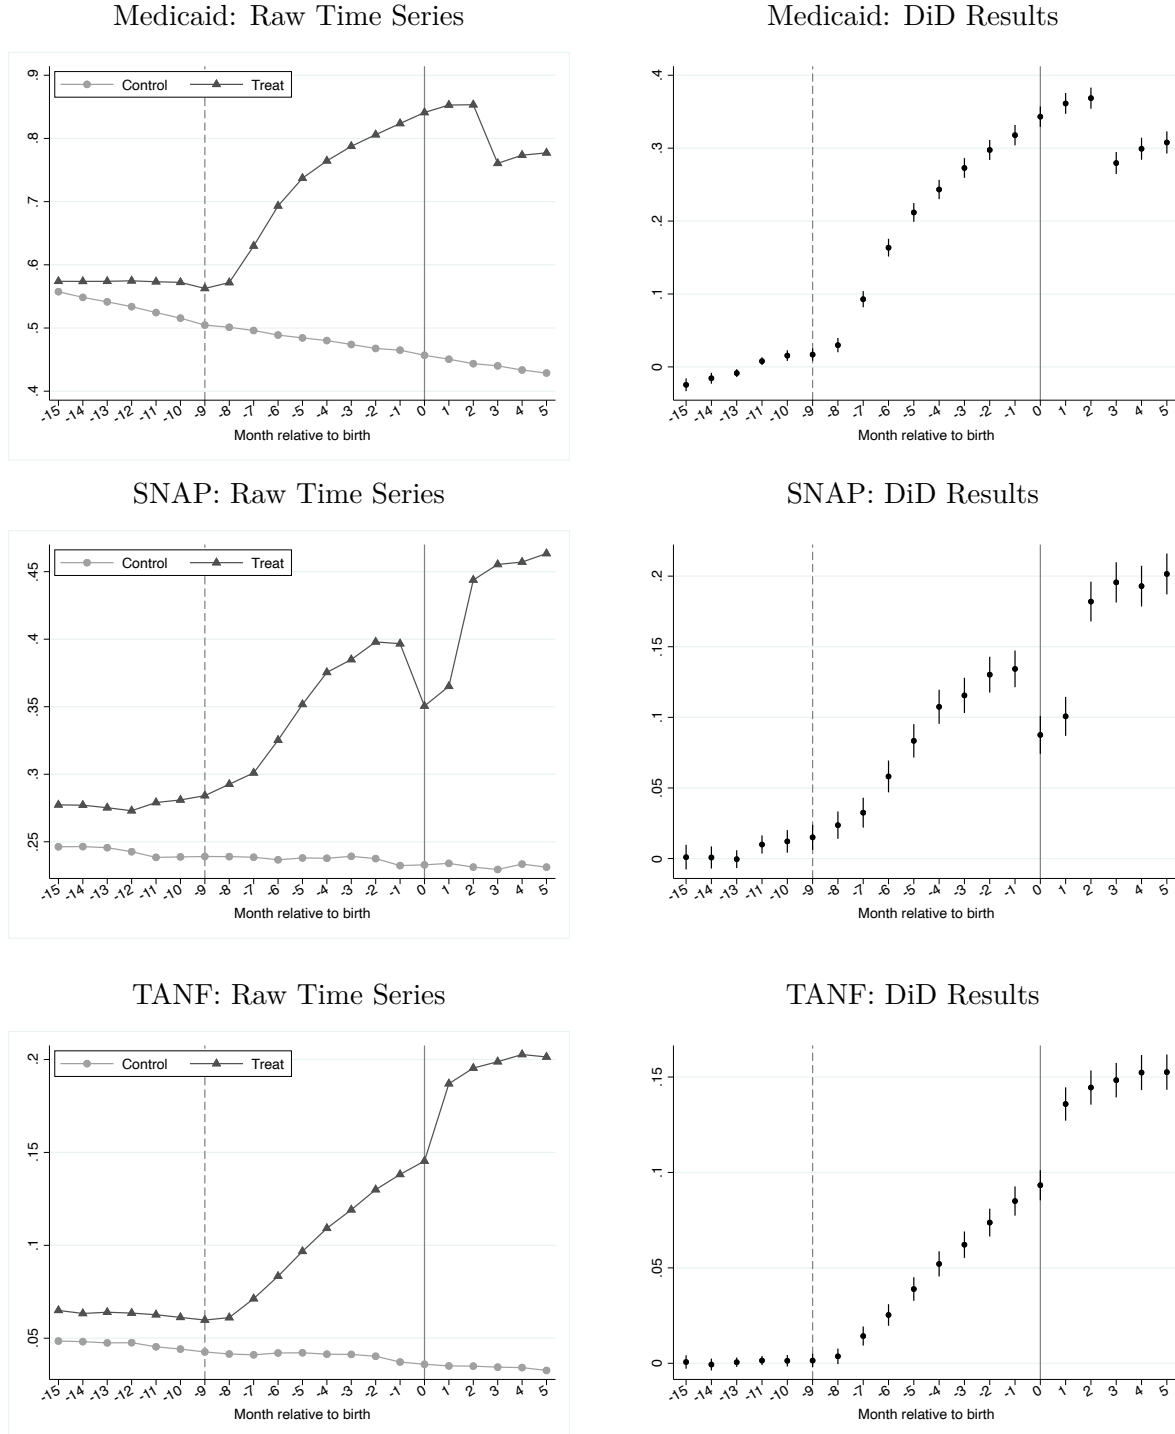 Medicaid: Raw Time Series
Medicaid: DiD Results
.9
.8
.7
.6
.5
.4
Control
Treat
-15 -14 -13 -12 -11 -10 -9 -8 -7 -6 -5 -4 -3 -2 -1 0 1 2 3 4 5
Month relative to birth
.4
.3
.2
.1
0
-15 -14 -13 -11 -10 -9 -8 -7 -6 -5 -4 -3 -2 -1 0 1 2 3 4 5
Month relative to birth
SNAP: Raw Time Series
SNAP: DiD Results
.45
.4
.35
.3
.25
Control
Treat
-15 -14 -13 -12 -11 -10 -9 -8 -7 -6 -5 -4 -3 -2 -1 0 1 2 3 4 5
Month relative to birth
.2
.15
.1
.05
0
-15 -14 -13 -11 -10 -9 -8 -7 -6 -5 -4 -3 -2 -1 0 1 2 3 4 5
Month relative to birth
TANF: Raw Time Series
TANF: DiD Results
.2
.15
.1
.05
Control
Treat
-15 -14 -13 -12 -11 -10 -9 -8 -7 -6 -5 -4 -3 -2 -1 0 1 2 3 4 5
Month relative to birth
.15
.1
.05
0
-15 -14 -13 -11 -10 -9 -8 -7 -6 -5 -4 -3 -2 -1 0 1 2 3 4 5
Month relative to birth